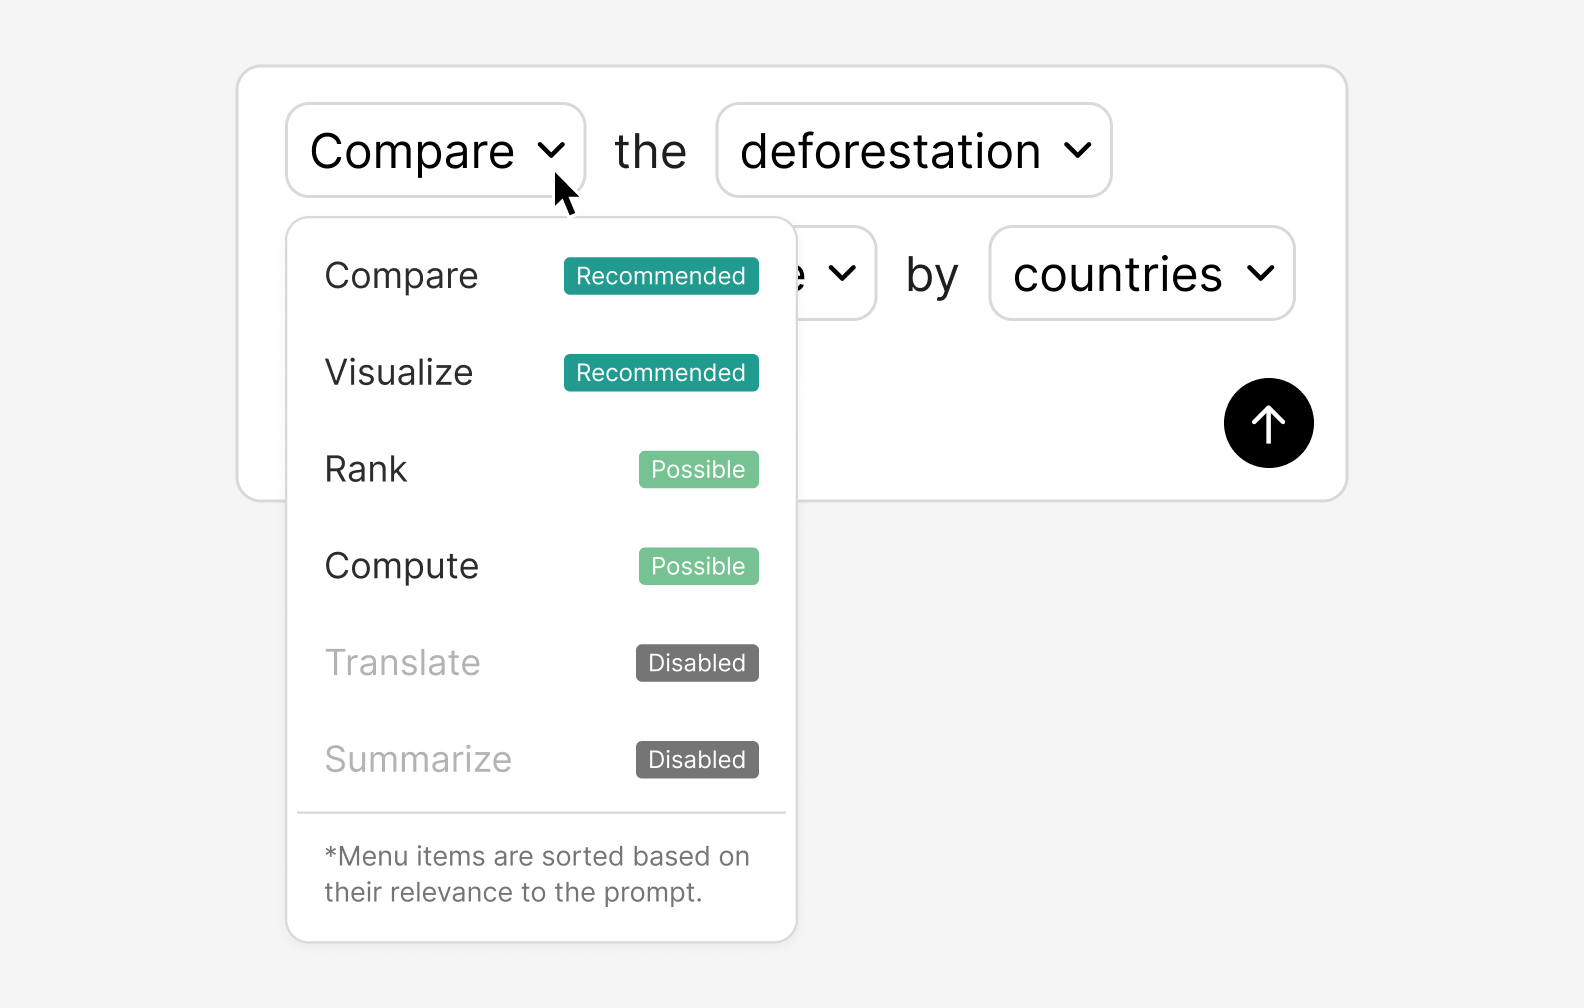 Compare the deforestation
by countries
Compare Recommended
Visualize Recommended
Rank Possible
Compute Possible
Translate Disabled
Summarize Disabled
*Menu items are sorted based on
their relevance to the prompt.